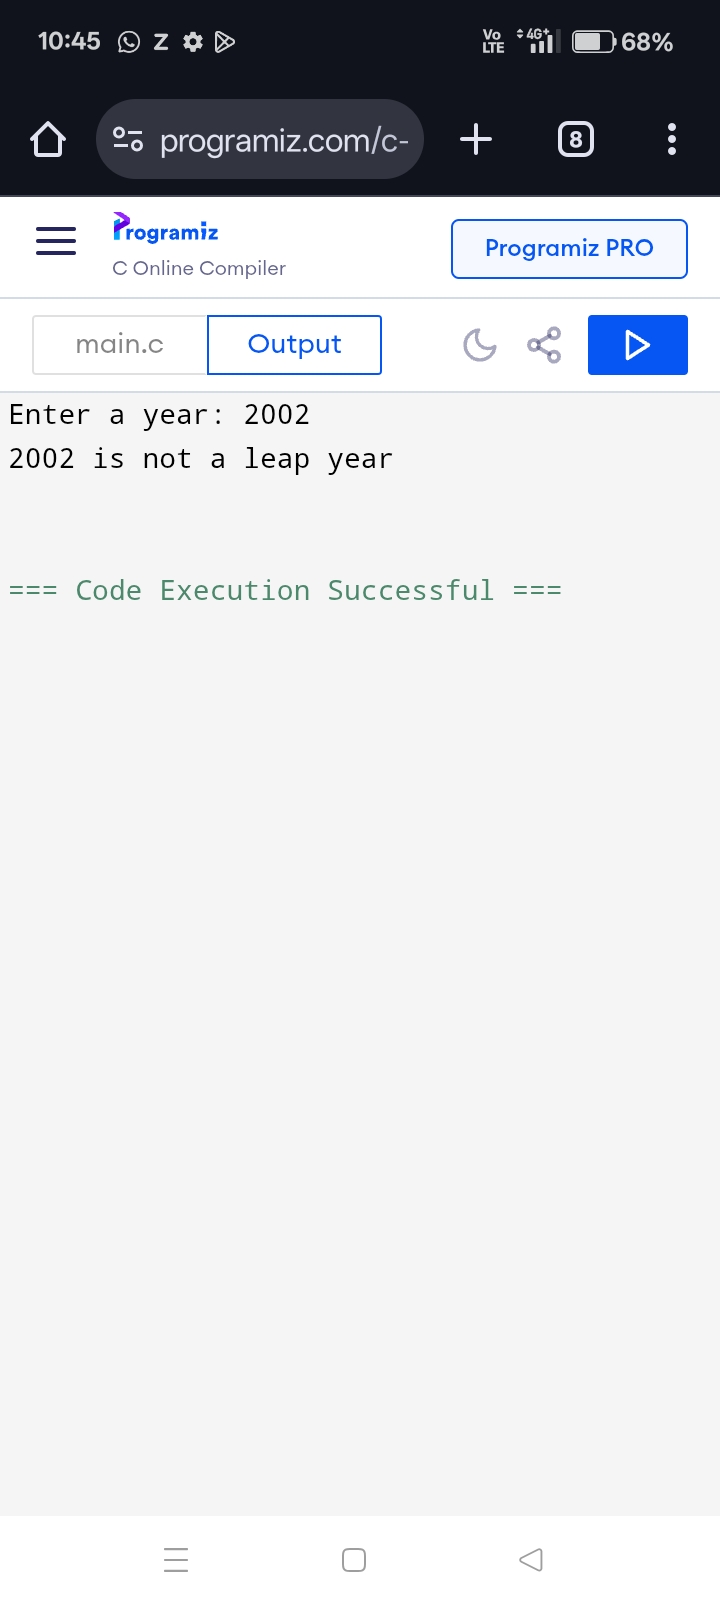 10:45 Z Vo LTE 4G+ 68%
programiz.com/c- 8
Programiz
C Online Compiler
Programiz PRO
main.c Output
Enter a year: 2002
2002 is not a leap year
=== Code Execution Successful ===